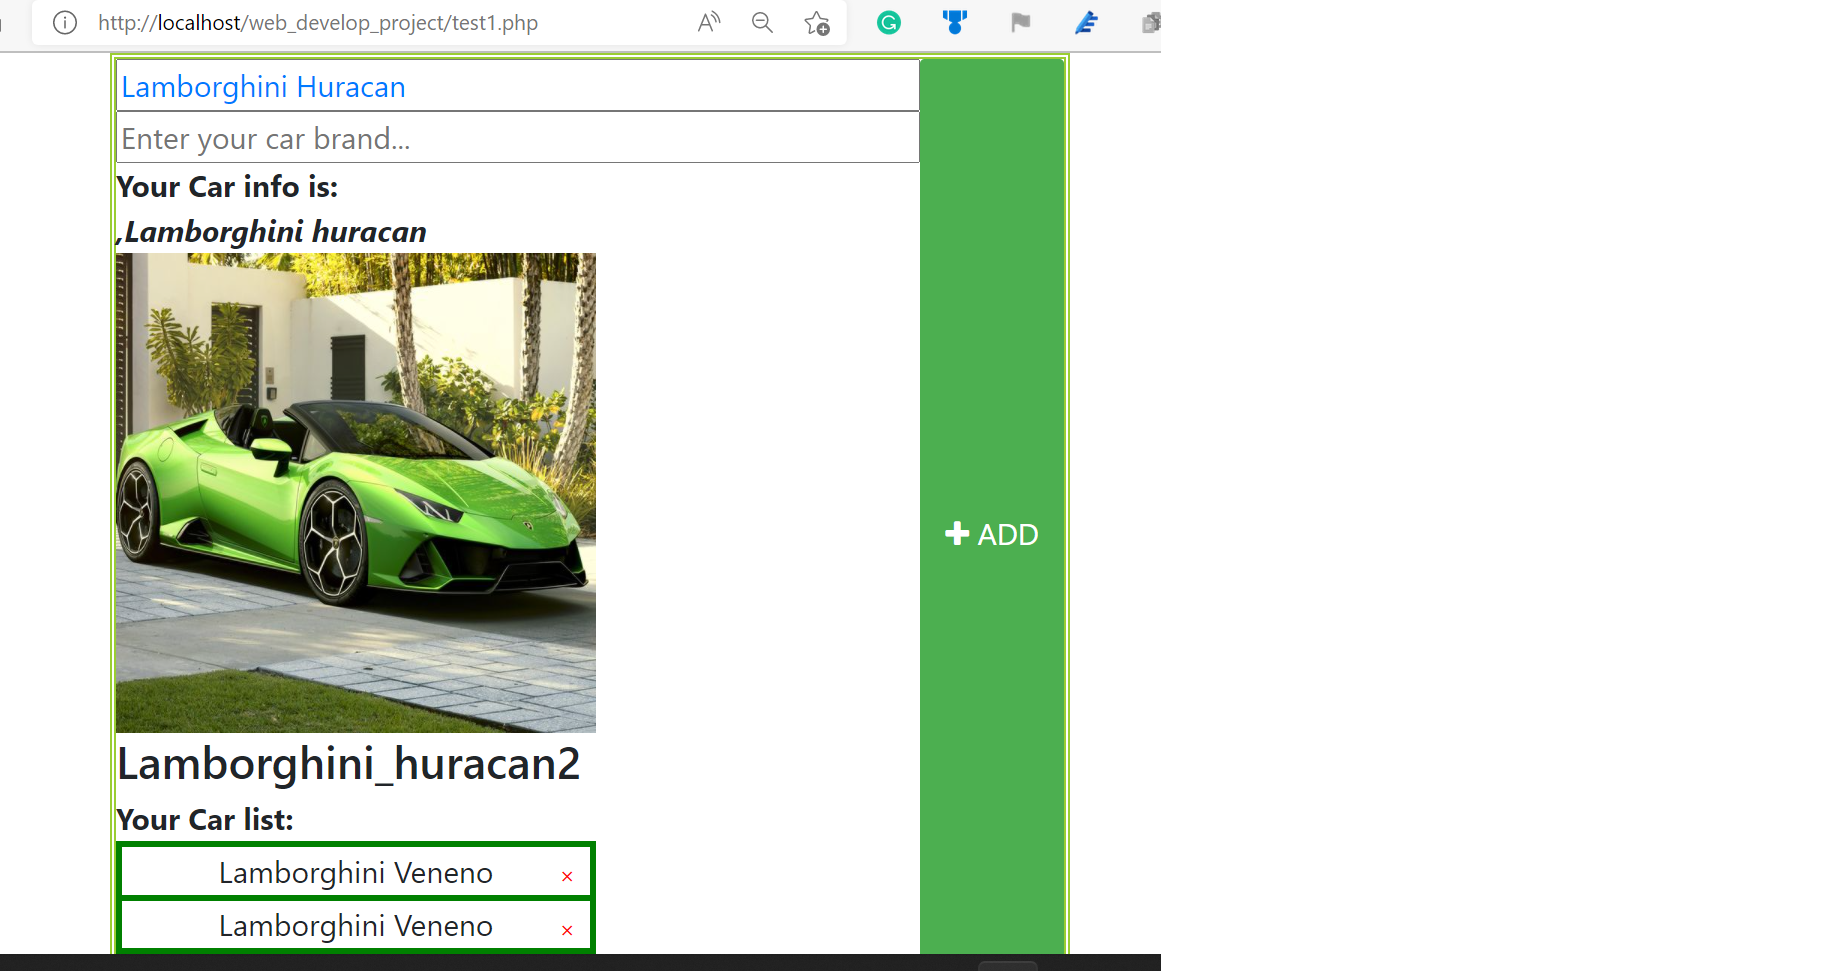 http://localhost/web_develop_project/test1.php
Lamborghini Huracan
Enter your car brand...
Your Car info is:
,Lamborghini huracan
ADD
Lamborghini_huracan2
Your Car list:
Lamborghini Veneno ×
Lamborghini Veneno ×